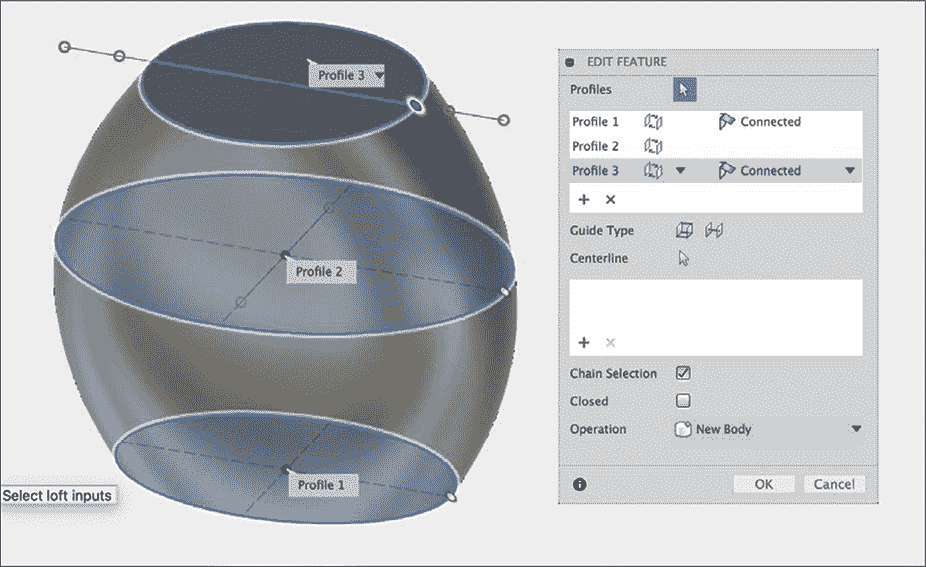 Profile 3
Profile 2
Profile 1
Select loft inputs
EDIT FEATURE
Profiles
Profile 1 Connected
Profile 2
Profile 3 Connected
Guide Type
Centerline
Chain Selection
Closed
Operation New Body
OK Cancel